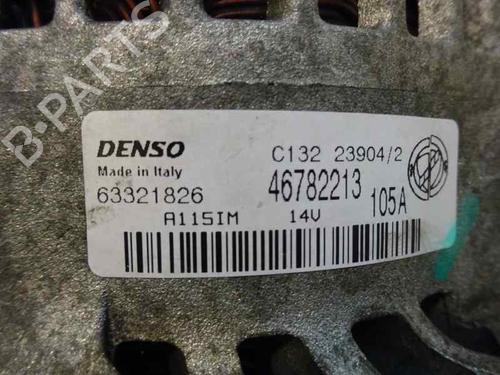 B-PARTS
DENSO
Made in Italy
63321826
A115IM
C132 23904/2
46782213
14V
105A